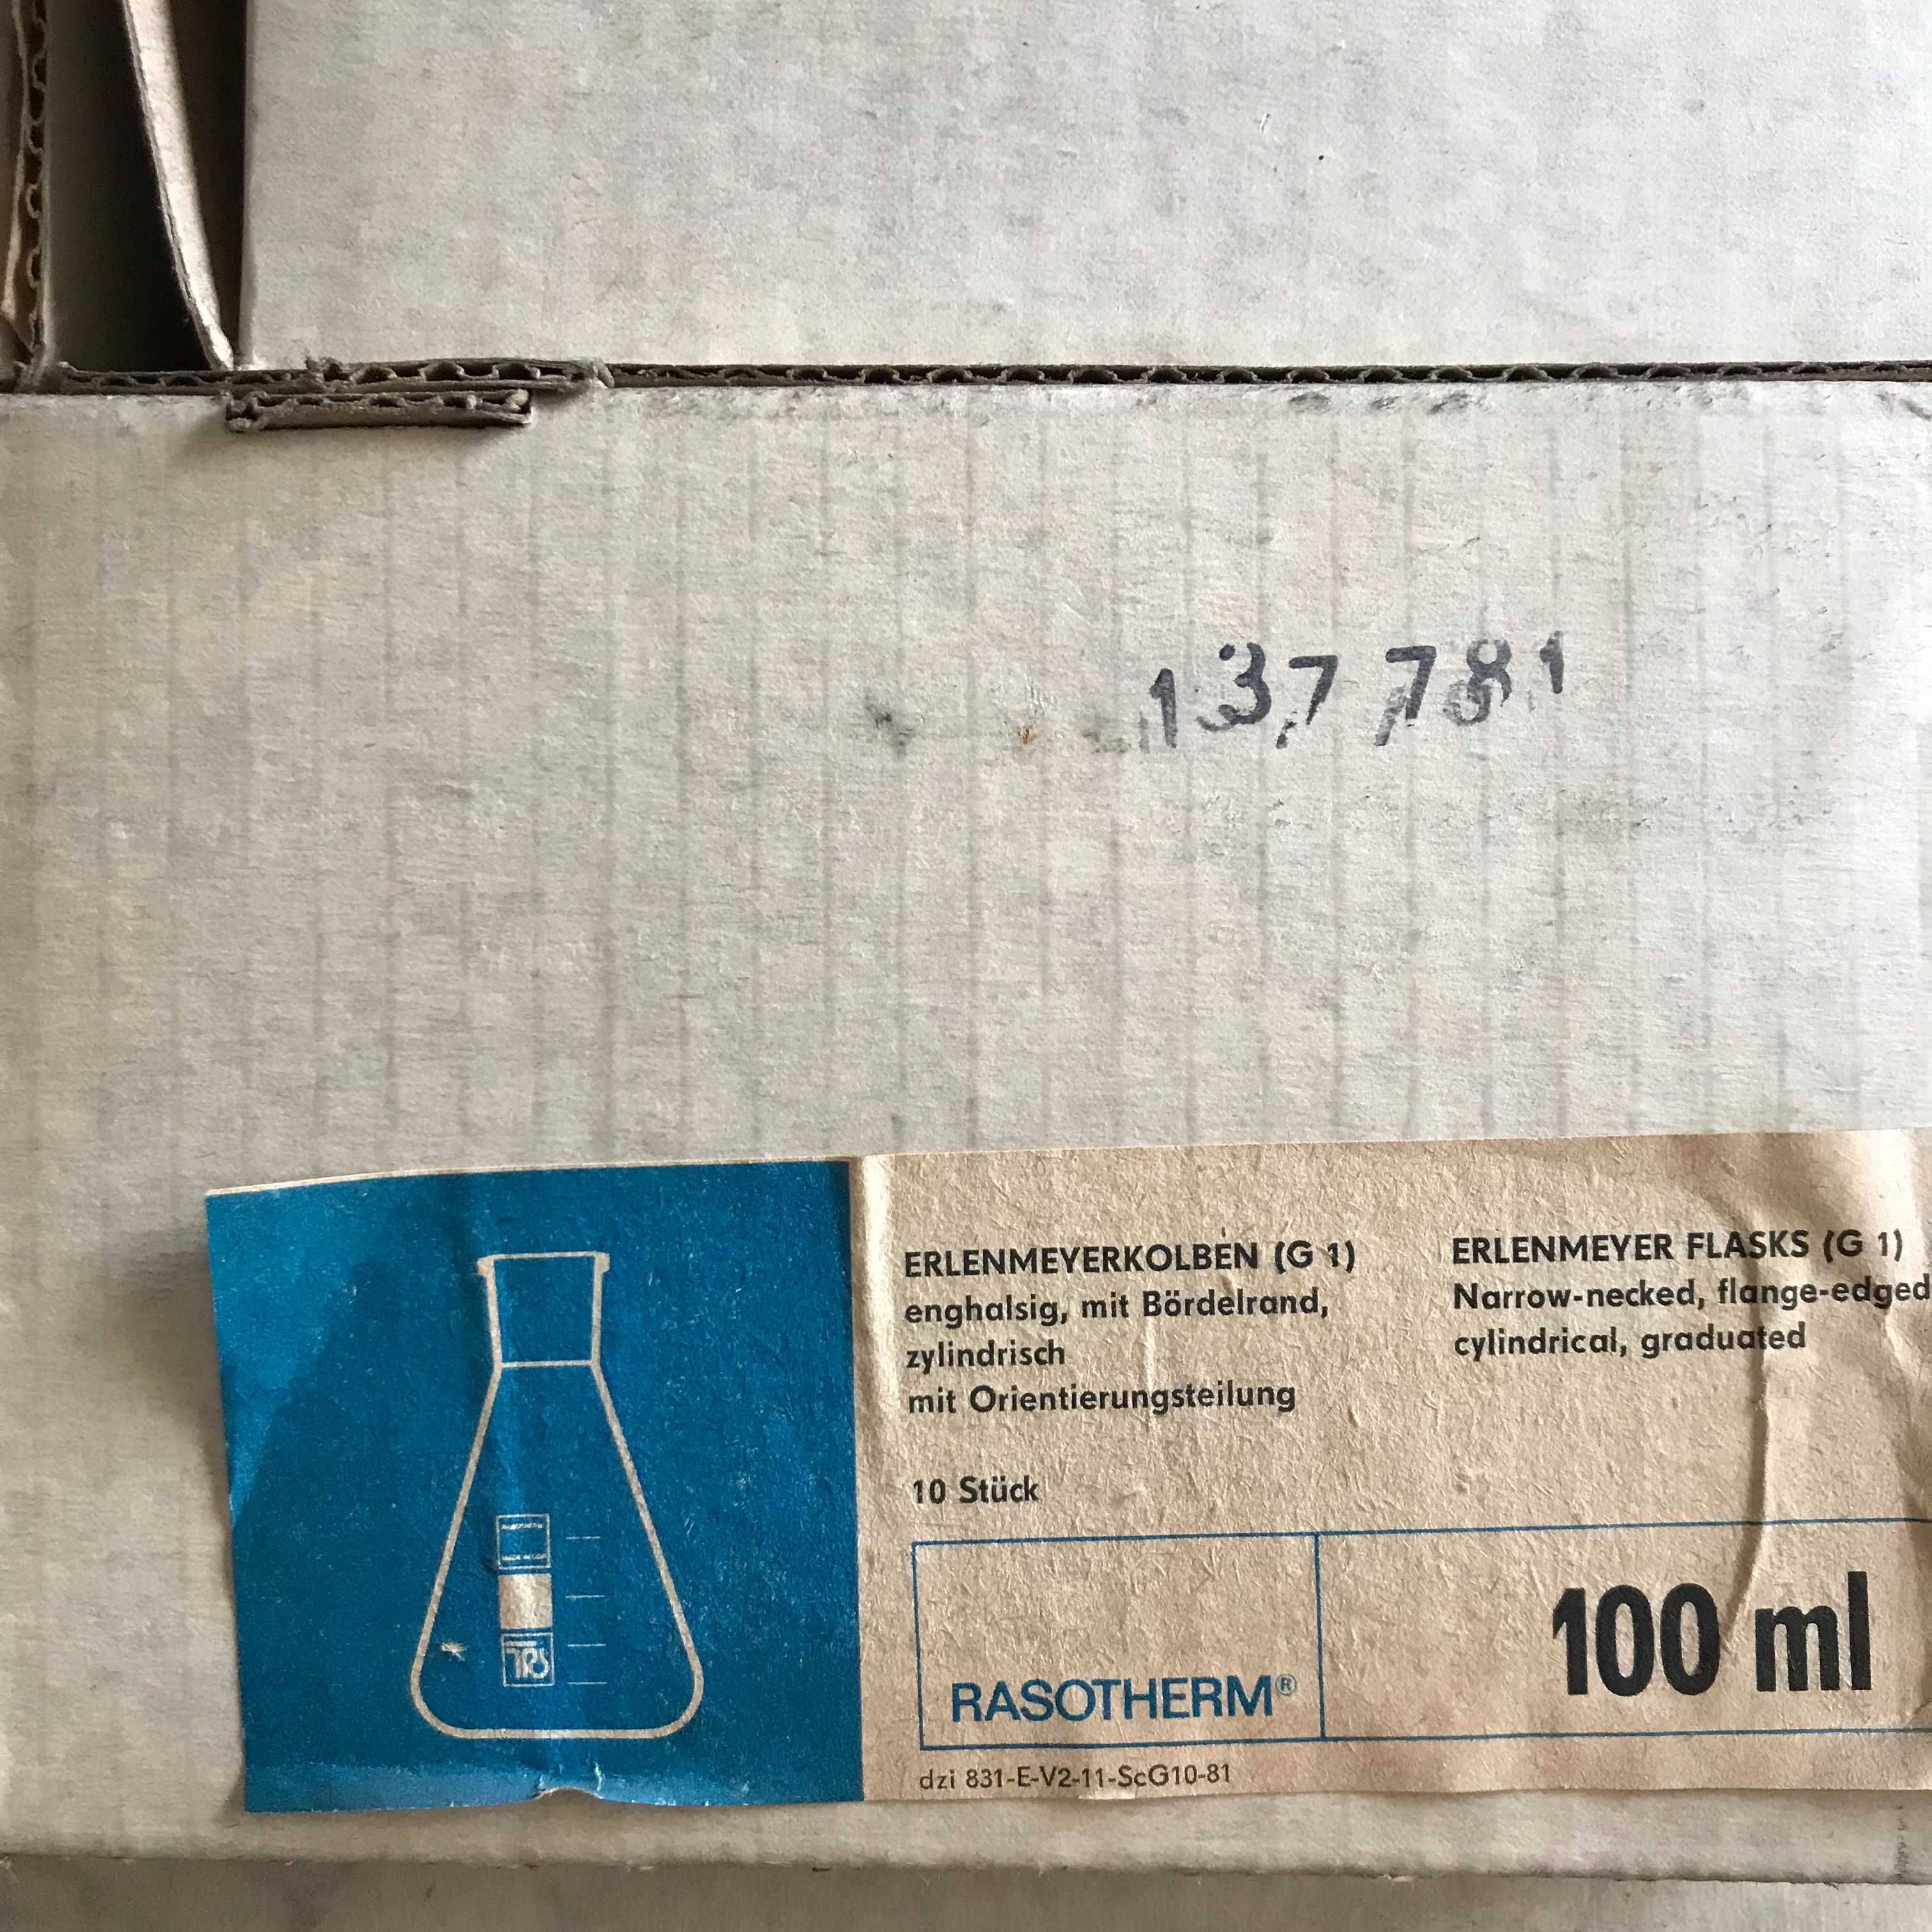 137 781
ERLENMEYERKOLBEN (G 1)
enghalsig, mit Bördelrand,
zylindrisch
mit Orientierungsteilung
10 Stück
ERLENMEYER FLASKS (G 1)
Narrow-necked, flange-edged
cylindrical, graduated
RASOTHERM®
100 ml
dzi 831-E-V2-11-ScG10-81